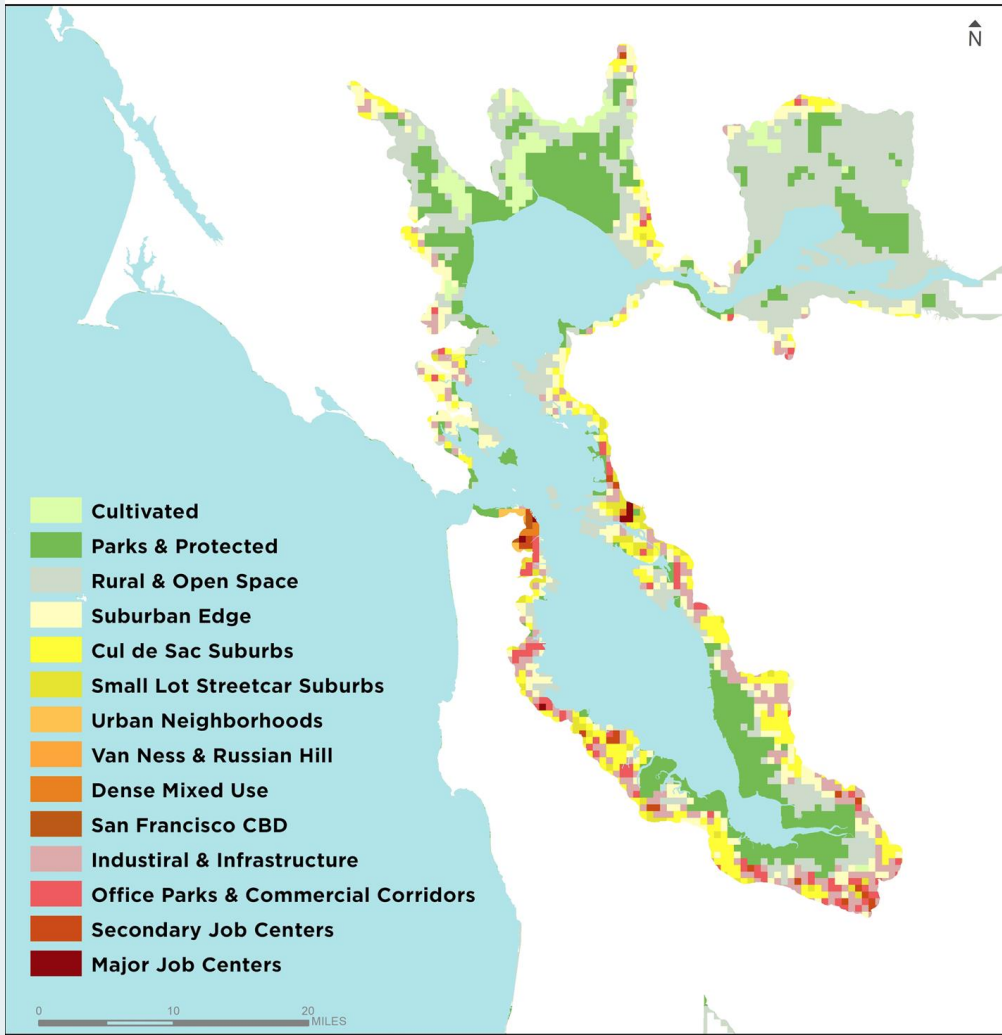 N
Cultivated
Parks & Protected
Rural & Open Space
Suburban Edge
Cul de Sac Suburbs
Small Lot Streetcar Suburbs
Urban Neighborhoods
Van Ness & Russian Hill
Dense Mixed Use
San Francisco CBD
Industiral & Infrastructure
Office Parks & Commercial Corridors
Secondary Job Centers
Major Job Centers
0 10 20
MILES